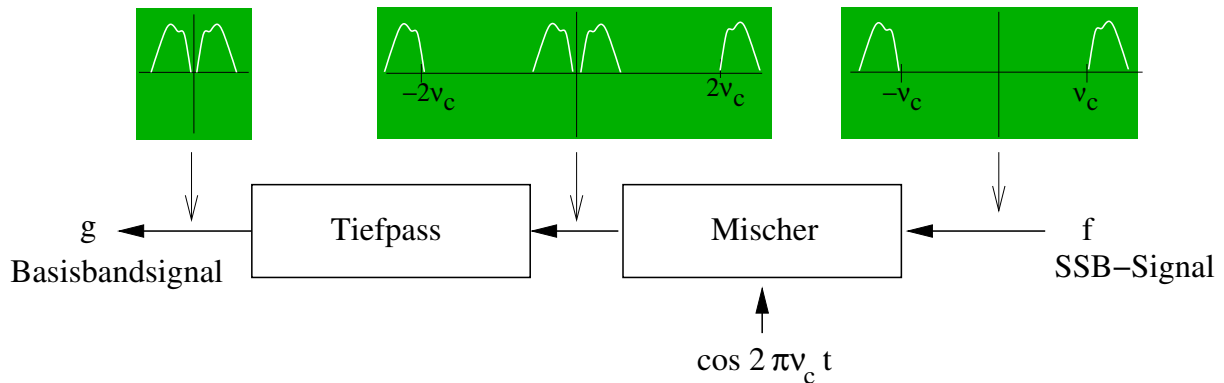 −2ν_c
2ν_c
−ν_c
ν_c
g
Basisbandsignal
Tiefpass
Mischer
f
SSB−Signal
cos 2 πν_c t